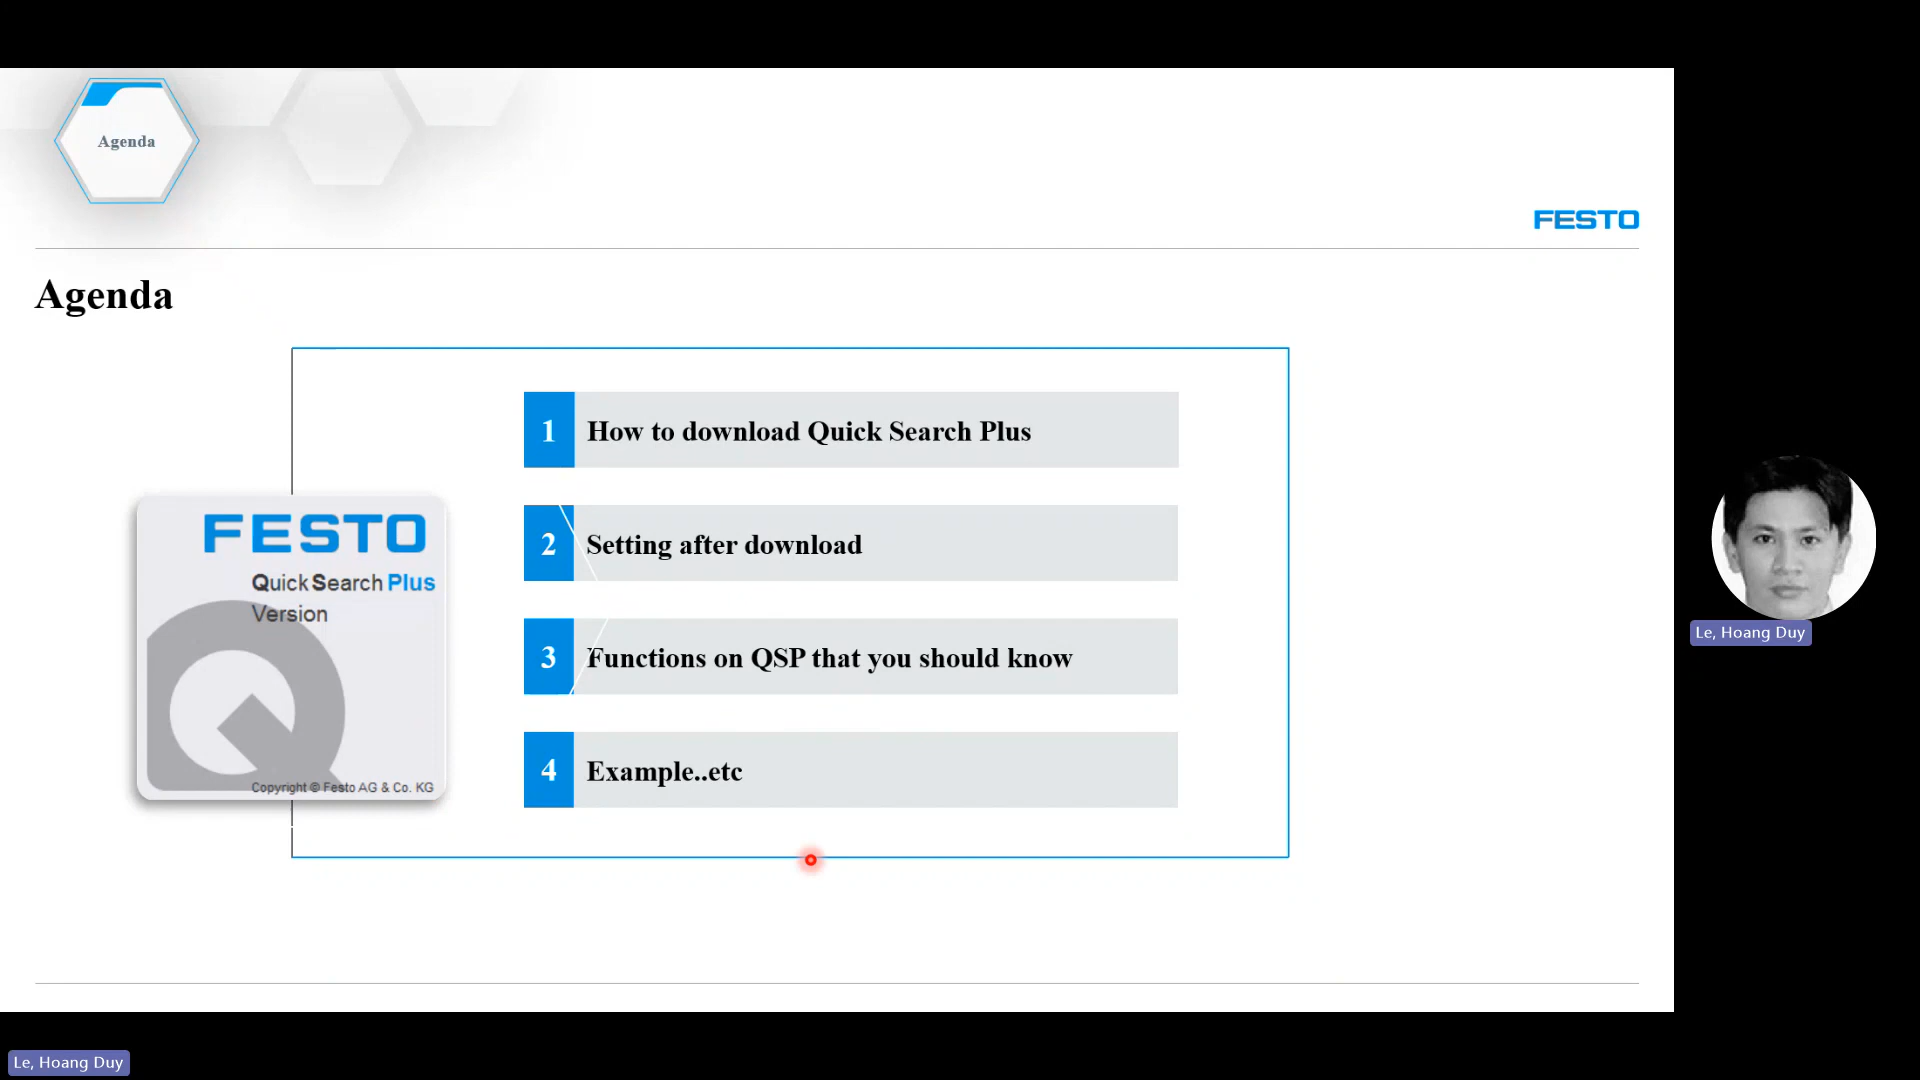 Agenda
FESTO
Agenda
1 How to download Quick Search Plus
2 Setting after download
3 Functions on QSP that you should know
4 Example..etc
FESTO
QuickSearch Plus
Version
Copyright © Festo AG & Co. KG
Le, Hoang Duy
Le, Hoang Duy